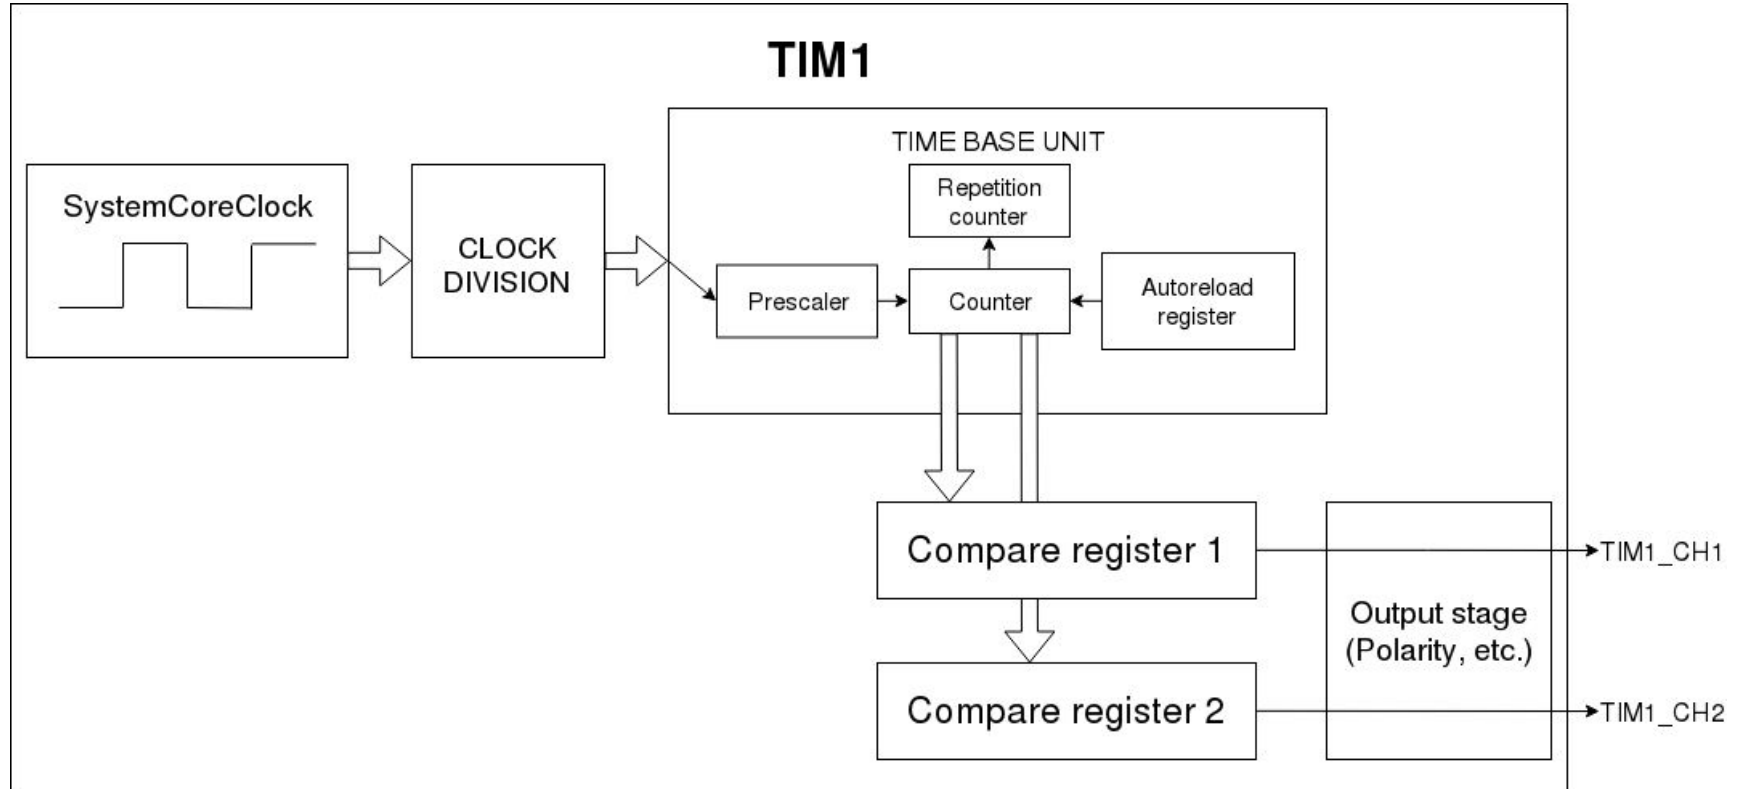 TIM1
TIME BASE UNIT
SystemCoreClock
CLOCK
DIVISION
Repetition
counter
Prescaler
Counter
Autoreload
register
Compare register 1
TIM1_CH1
Output stage
(Polarity, etc.)
Compare register 2
TIM1_CH2